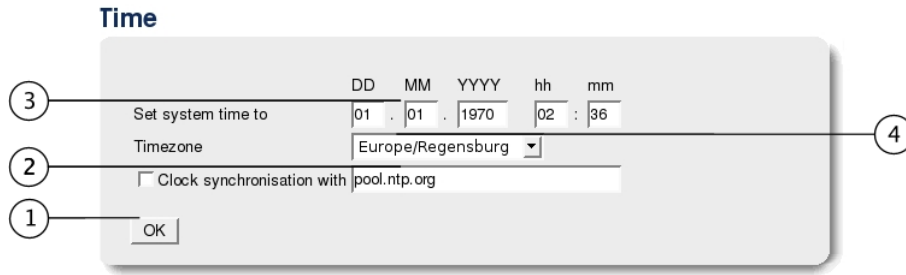 Time
DD MM YYYY hh mm
3
Set system time to 01 . 01 . 1970 02 : 36
Timezone Europe/Regensburg
4
2
Clock synchronisation with pool.ntp.org
1
OK